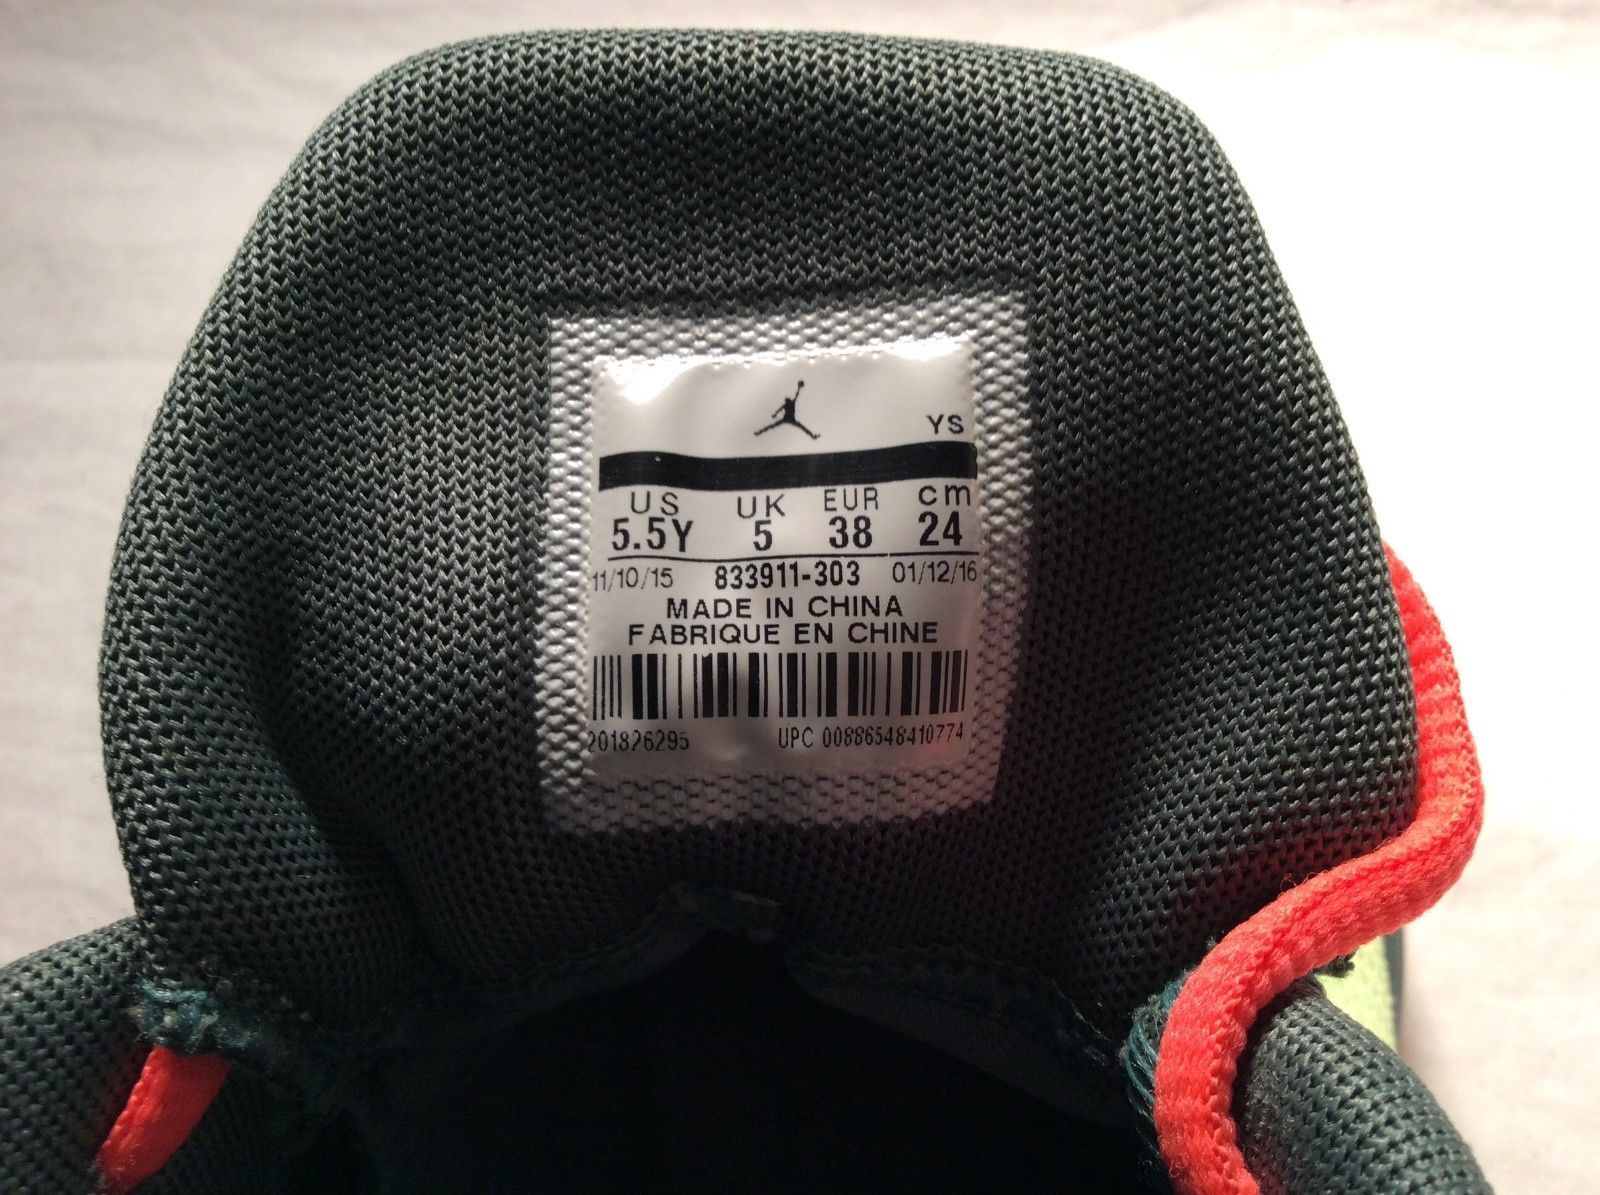 YS
US UK EUR cm
5.5Y 5 38 24
11/10/15 833911-303 01/12/16
MADE IN CHINA
FABRIQUE EN CHINE
201826295 UPC 00886548410774